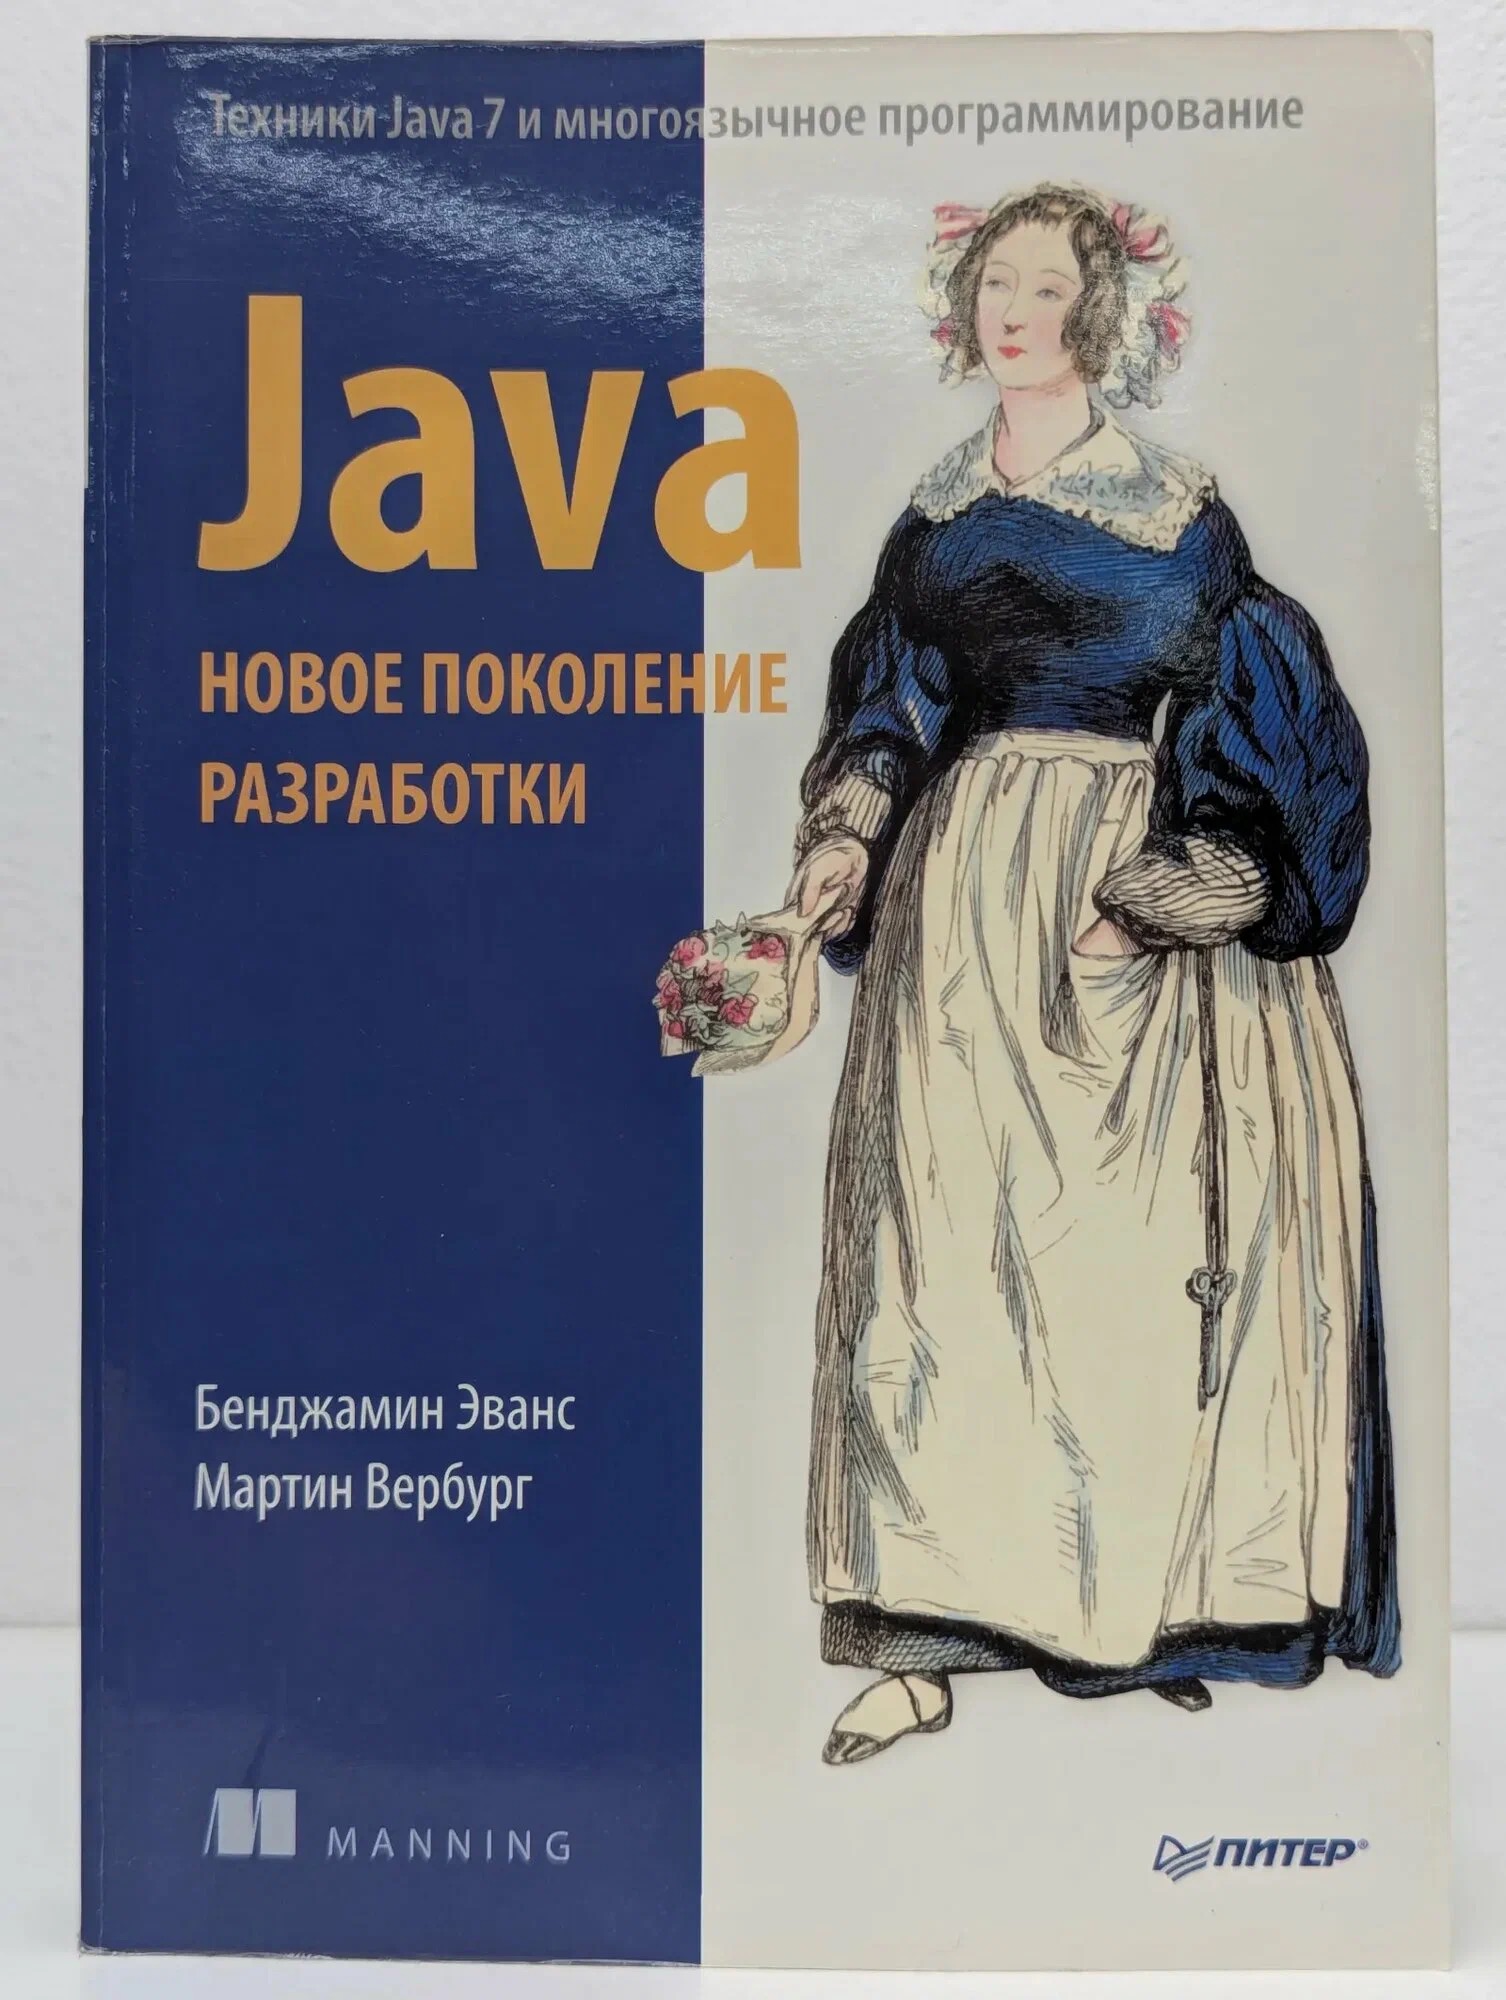 Техники Java 7 и многоязычное программирование
Java
НОВОЕ ПОКОЛЕНИЕ
РАЗРАБОТКИ
Бенджамин Эванс
Мартин Вербург
MANNING
ПИТЕР®